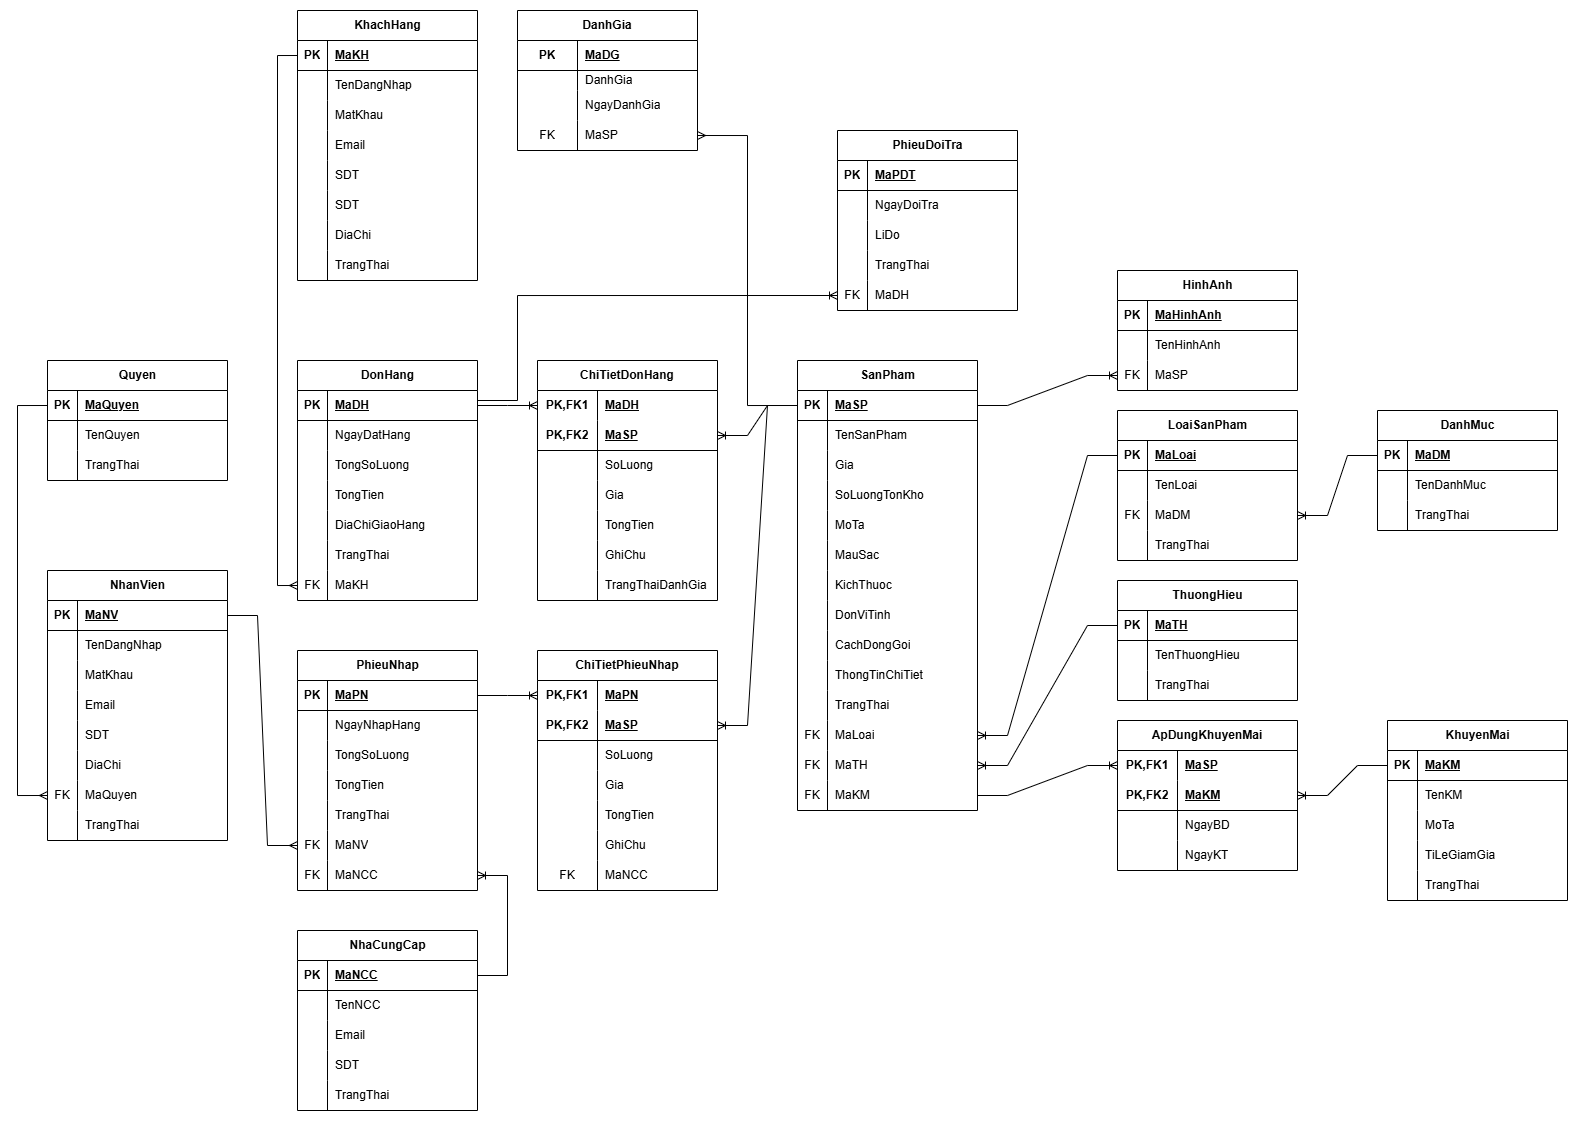 KhachHang
PK MaKH
TenDangNhap
MatKhau
Email
SDT
SDT
DiaChi
TrangThai
DanhGia
PK MaDG
DanhGia
NgayDanhGia
FK MaSP
PhieuDoiTra
PK MaPDT
NgayDoiTra
LiDo
TrangThai
FK MaDH
HinhAnh
PK MaHinhAnh
TenHinhAnh
FK MaSP
Quyen
PK MaQuyen
TenQuyen
TrangThai
DonHang
PK MaDH
NgayDatHang
TongSoLuong
TongTien
DiaChiGiaoHang
TrangThai
FK MaKH
ChiTietDonHang
PK,FK1 MaDH
PK,FK2 MaSP
SoLuong
Gia
TongTien
GhiChu
TrangThaiDanhGia
SanPham
PK MaSP
TenSanPham
Gia
SoLuongTonKho
MoTa
MauSac
KichThuoc
DonViTinh
CachDongGoi
ThongTinChiTiet
TrangThai
FK MaLoai
FK MaTH
FK MaKM
LoaiSanPham
PK MaLoai
TenLoai
FK MaDM
TrangThai
DanhMuc
PK MaDM
TenDanhMuc
TrangThai
NhanVien
PK MaNV
TenDangNhap
MatKhau
Email
SDT
DiaChi
FK MaQuyen
TrangThai
PhieuNhap
PK MaPN
NgayNhapHang
TongSoLuong
TongTien
TrangThai
FK MaNV
FK MaNCC
ChiTietPhieuNhap
PK,FK1 MaPN
PK,FK2 MaSP
SoLuong
Gia
TongTien
GhiChu
FK MaNCC
ThuongHieu
PK MaTH
TenThuongHieu
TrangThai
ApDungKhuyenMai
PK,FK1 MaSP
PK,FK2 MaKM
NgayBD
NgayKT
KhuyenMai
PK MaKM
TenKM
MoTa
TiLeGiamGia
TrangThai
NhaCungCap
PK MaNCC
TenNCC
Email
SDT
TrangThai